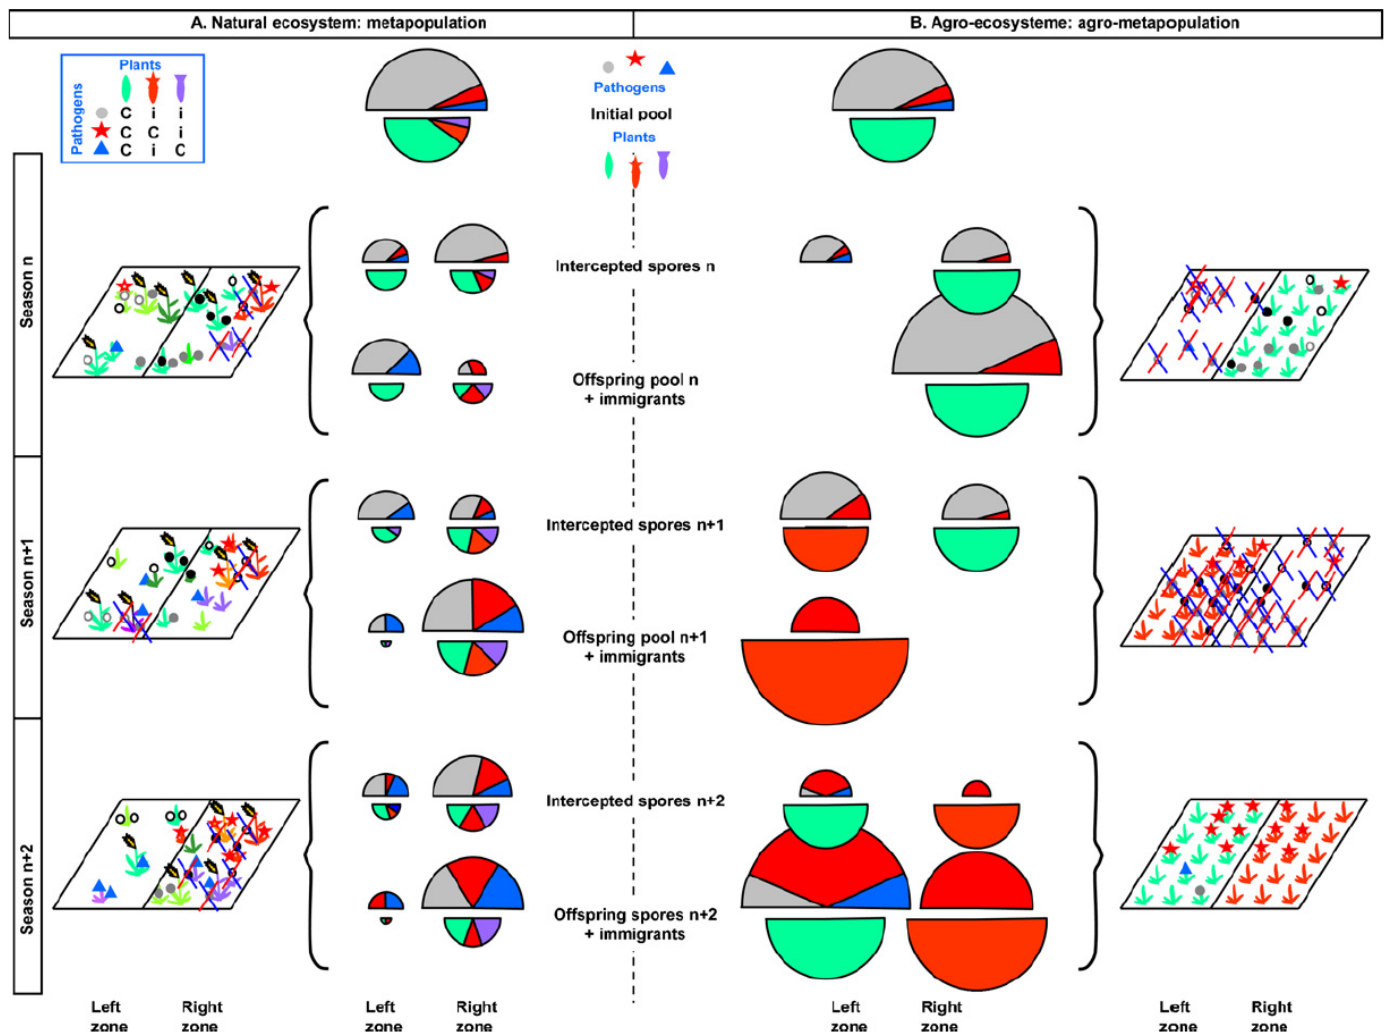 A. Natural ecosystem: metapopulation
B. Agro-ecosysteme: agro-metapopulation
Plants
Pathogens
C i i
C C i
C i C
Pathogens
Initial pool
Plants
Season n
Intercepted spores n
Offspring pool n
+ immigrants
Season n+1
Intercepted spores n+1
Offspring pool n+1
+ immigrants
Season n+2
Intercepted spores n+2
Offspring spores n+2
+ immigrants
Left
zone
Right
zone
Left
zone
Right
zone
Left
zone
Right
zone
Left
zone
Right
zone